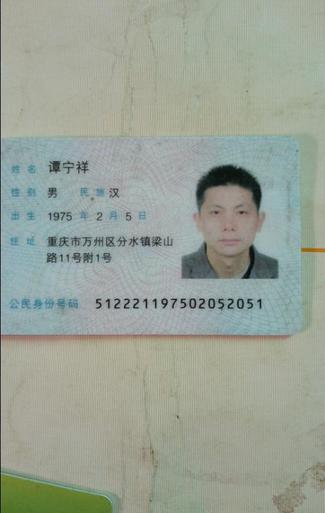 姓名 谭宁祥
性别 男 民族 汉
出生 1975 年 2 月 5 日
住址 重庆市万州区分水镇梁山
路11号附1号
公民身份号码 512221197502052051